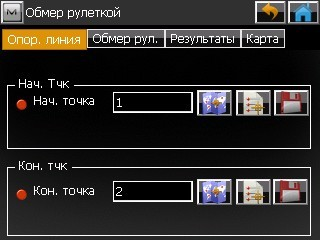 M Обмер рулеткой
Опор. линия Обмер рул. Результаты Карта
Нач. Тчк
Нач. точка 1
Кон. тчк
Кон. точка 2